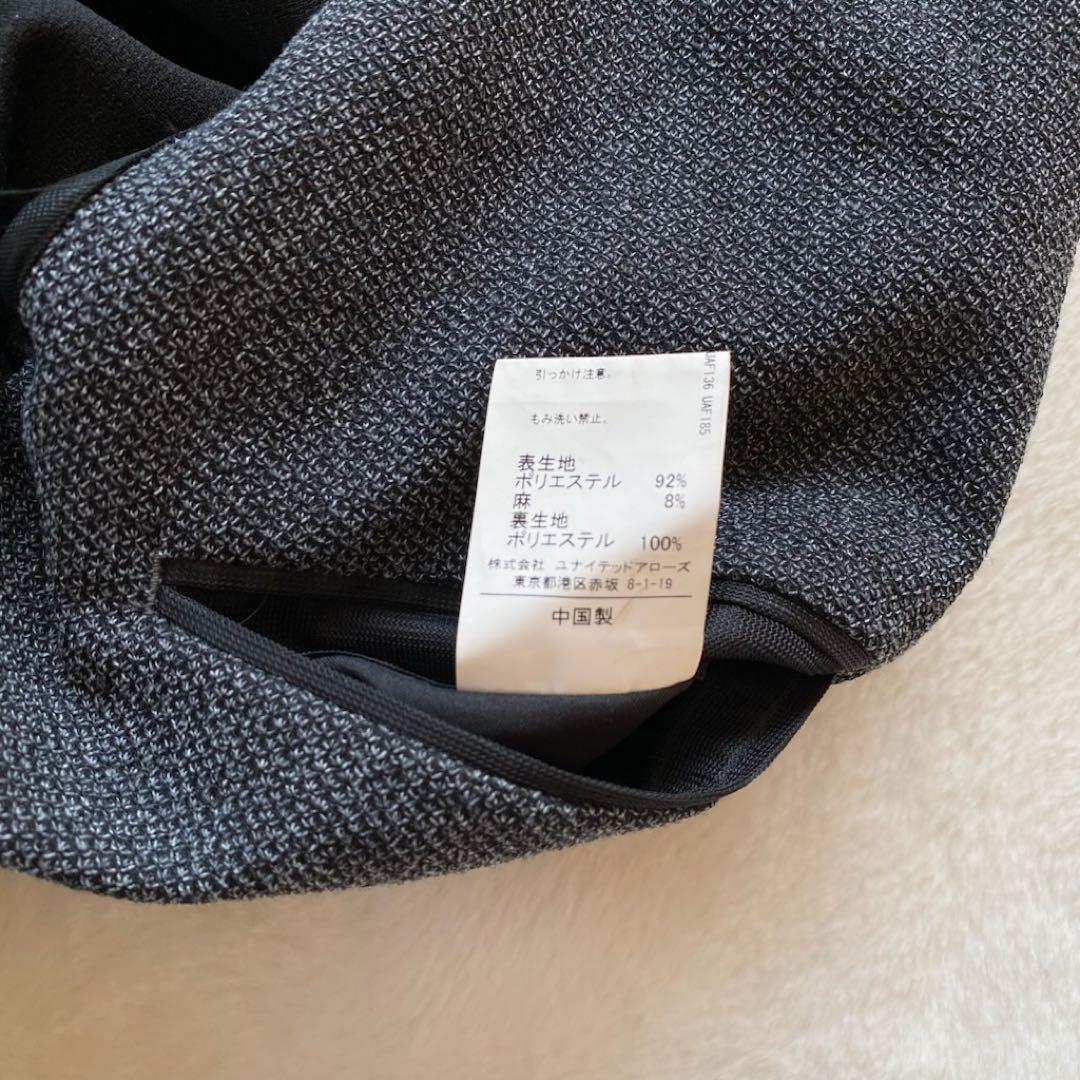 引っかけ注意。
もみ洗い禁止。
表生地
ポリエステル 92%
麻 8%
裏生地
ポリエステル 100%
株式会社 ユナイテッドアローズ
東京都港区赤坂 8-1-19
中国製
UAF136 UAF185